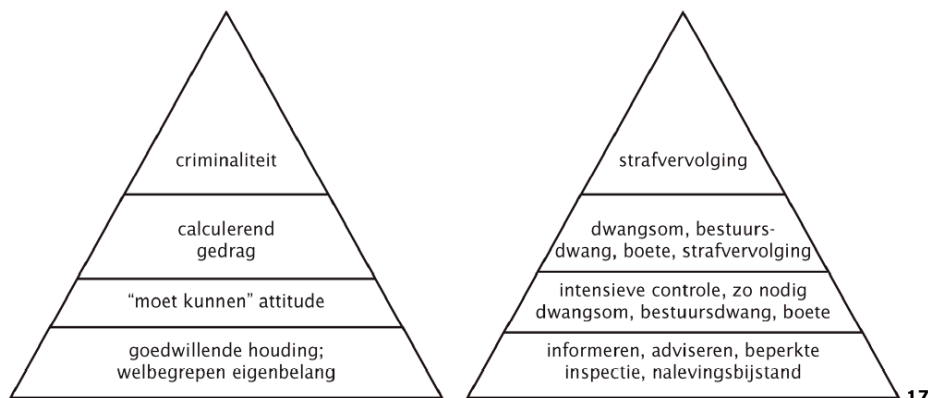 criminaliteit
calculerend
gedrag
“moet kunnen” attitude
goedwillende houding;
welbegrepen eigenbelang
strafvervolging
dwangsom, bestuurs-
dwang, boete, strafvervolging
intensieve controle, zo nodig
dwangsom, bestuursdwang, boete
informeren, adviseren, beperkte
inspectie, nalevingsbijstand
17